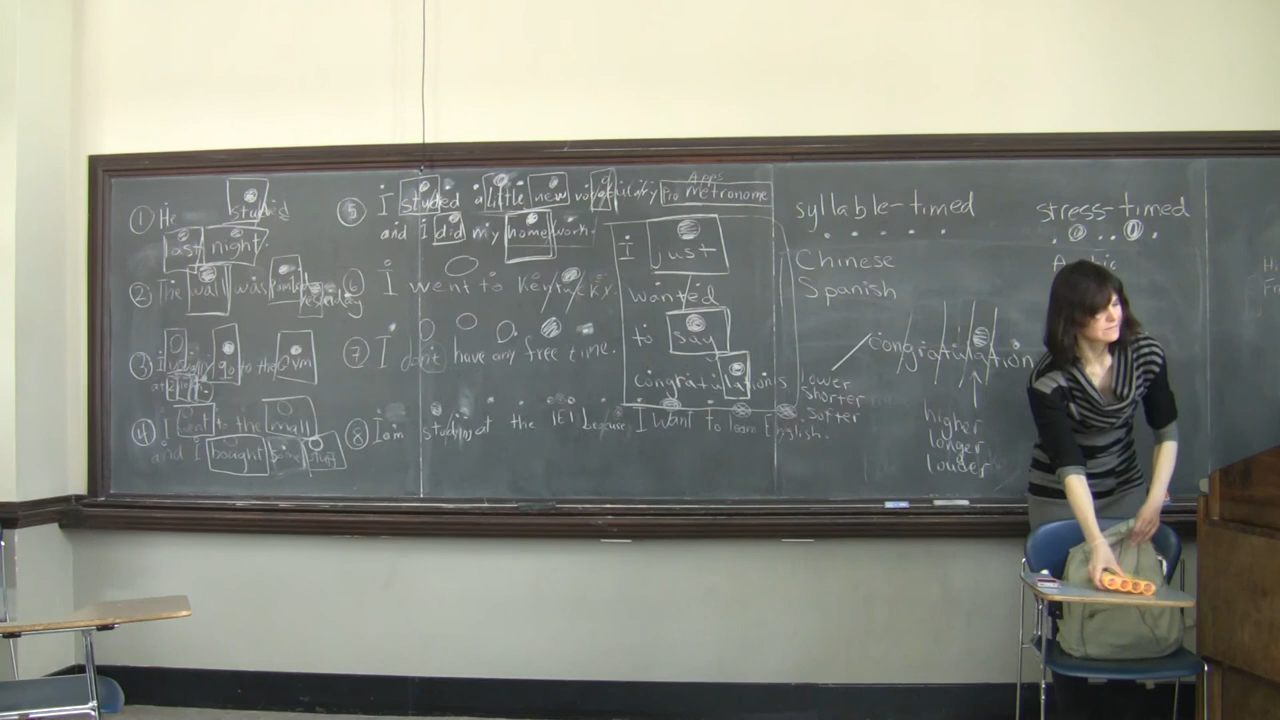 ① He studied
last night.
② The wall was painted
yesterday
③ I usually go to the gym
at
④ I went to the mall
and I bought some stuff
⑤ I studied a little new vocabulary
and I did my homework.
⑥ I went to
⑦ I don't have any free time.
⑧ I am studying at the IEI because I want to learn English.
Apps
Pro Metronome
I just
wanted
to say
congratulations
syllable-timed
Chinese
Spanish
stress-timed
congratulation
lower
shorter
softer
higher
longer
louder